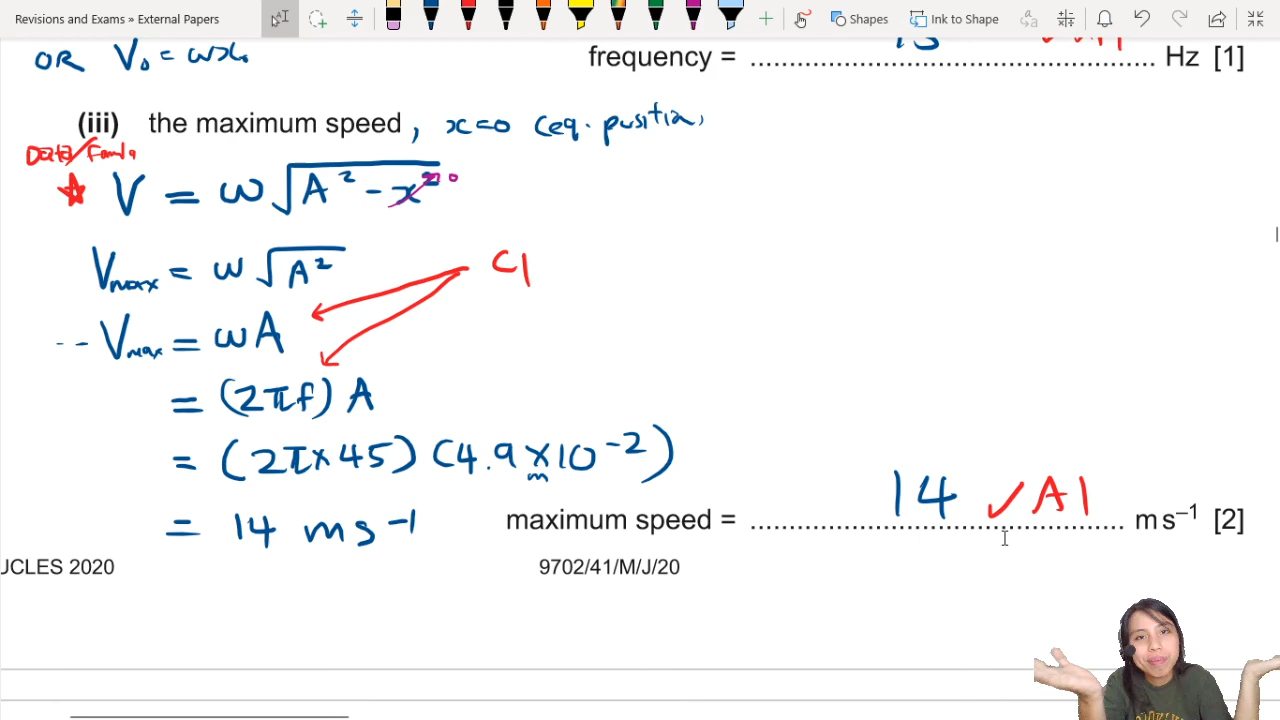 Revisions and Exams » External Papers
Shapes
Ink to Shape
OR V₀ = ωx₀
frequency = Hz [1]
(iii) the maximum speed, x=0 (eq. position,
Data/Formula
V = ω√A² - x² 0
Vmax = ω√A²
C1
Vmax = ωA
= (2πf) A
= (2π×45)(4.9×10⁻²)
m
= 14 ms⁻¹
maximum speed = 14 ✓ A1 m s⁻¹ [2]
UCLES 2020 9702/41/M/J/20